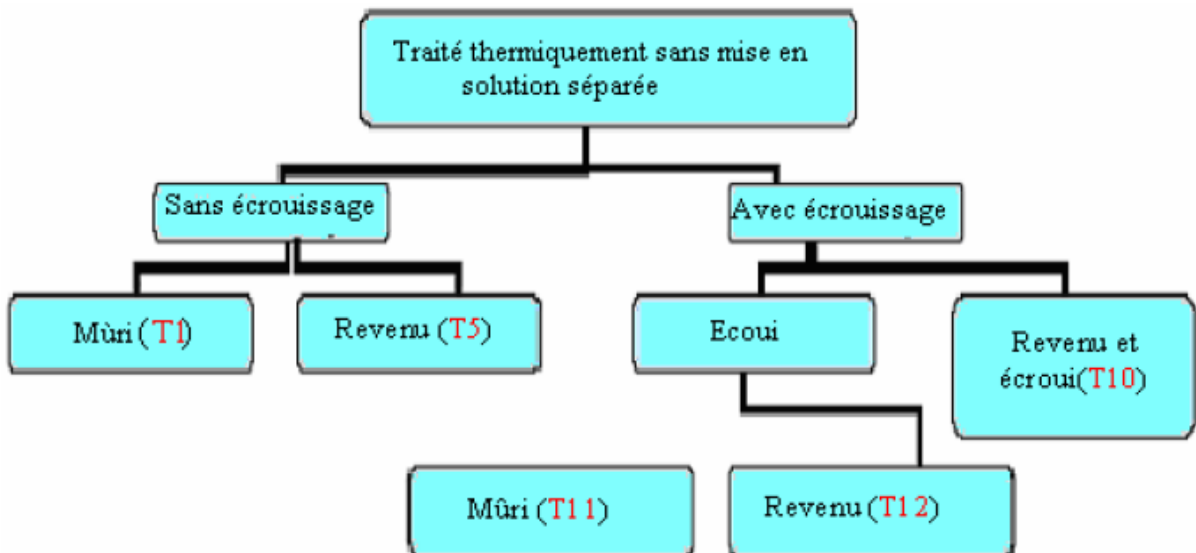 Traité thermiquement sans mise en
solution séparée
Sans écrouissage
Avec écrouissage
Mùri (T1)
Revenu (T5)
Ecoui
Revenu et
écroui(T10)
Mûri (T11)
Revenu (T12)